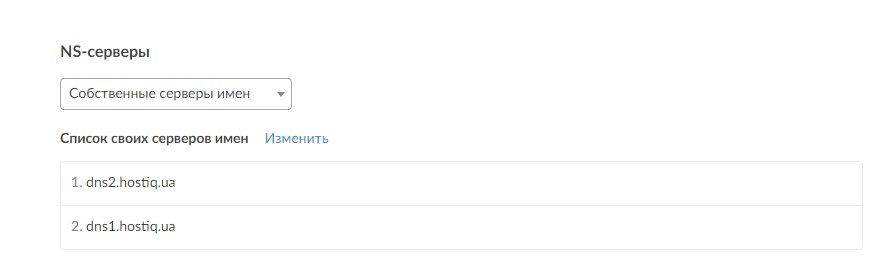 NS-серверы
Собственные серверы имен
Список своих серверов имен Изменить
1. dns2.hostiq.ua
2. dns1.hostiq.ua